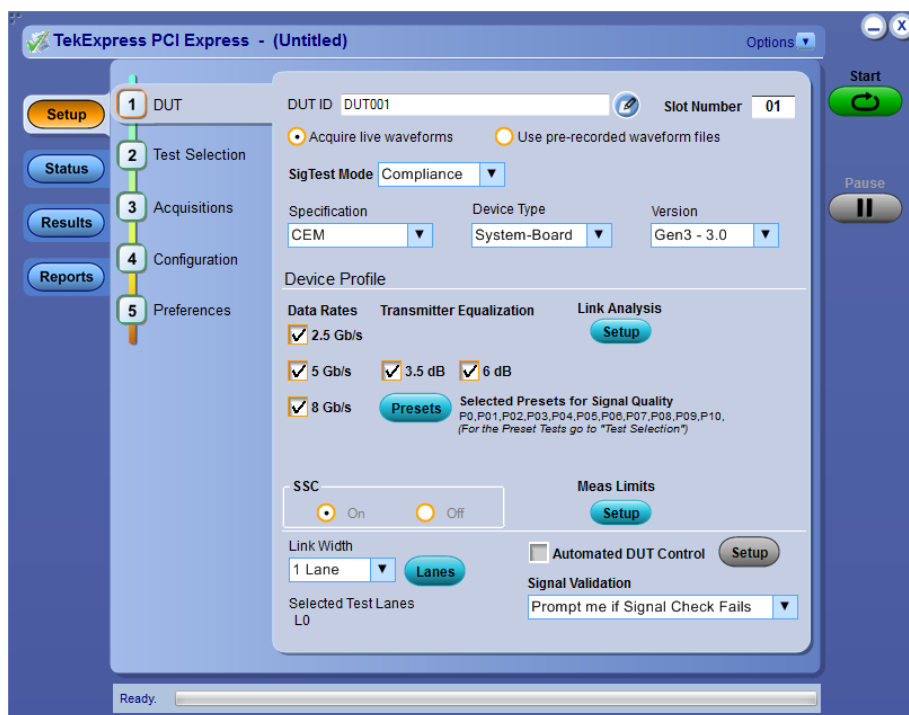 TekExpress PCI Express - (Untitled)
Options
X
Start
Pause
Setup
Status
Results
Reports
1 DUT
2 Test Selection
3 Acquisitions
4 Configuration
5 Preferences
DUT ID DUT001 Slot Number 01
Acquire live waveforms Use pre-recorded waveform files
SigTest Mode Compliance
Specification Device Type Version
CEM System-Board Gen3 - 3.0
Device Profile
Data Rates Transmitter Equalization Link Analysis
2.5 Gb/s Setup
5 Gb/s 3.5 dB 6 dB
8 Gb/s Presets Selected Presets for Signal Quality
P0,P01,P02,P03,P04,P05,P06,P07,P08,P09,P10,
(For the Preset Tests go to "Test Selection")
SSC Meas Limits
On Off Setup
Link Width Automated DUT Control Setup
1 Lane Lanes Signal Validation
Selected Test Lanes Prompt me if Signal Check Fails
L0
Ready.